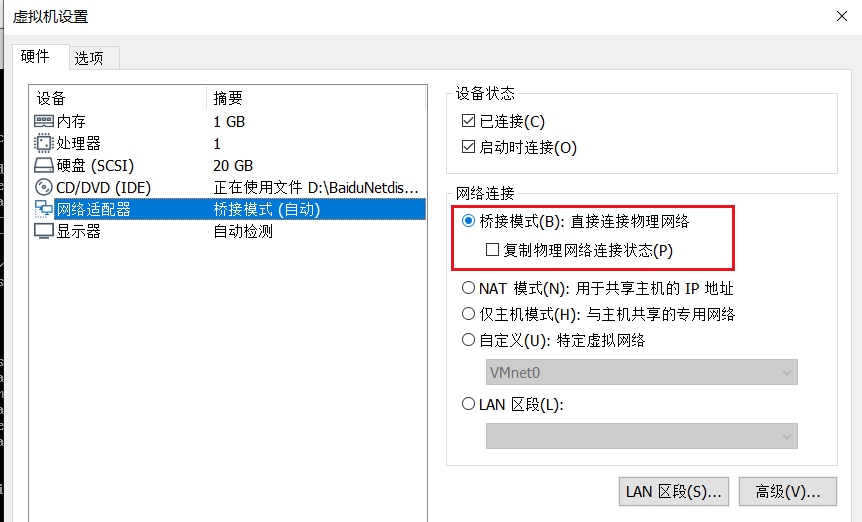 虚拟机设置
硬件 选项
设备 摘要
内存 1 GB
处理器 1
硬盘 (SCSI) 20 GB
CD/DVD (IDE) 正在使用文件 D:\BaiduNetdis...
网络适配器 桥接模式 (自动)
显示器 自动检测
设备状态
已连接(C)
启动时连接(O)
网络连接
桥接模式(B): 直接连接物理网络
复制物理网络连接状态(P)
NAT 模式(N): 用于共享主机的 IP 地址
仅主机模式(H): 与主机共享的专用网络
自定义(U): 特定虚拟网络
VMnet0
LAN 区段(L):
LAN 区段(S)... 高级(V)...